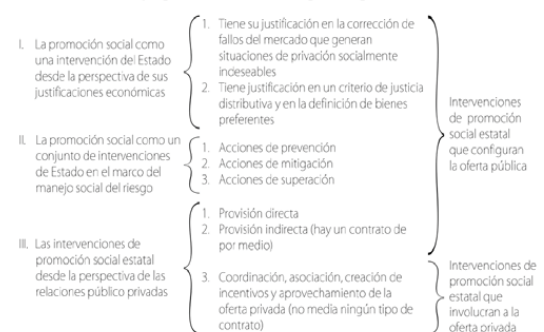 I. La promoción social como
una intervención del Estado
desde la perspectiva de sus
justificaciones económicas
1. Tiene su justificación en la corrección de
fallos del mercado que generan
situaciones de privación socialmente
indeseables
2. Tiene justificación en un criterio de justicia
distributiva y en la definición de bienes
preferentes
II. La promoción social como un
conjunto de intervenciones
de Estado en el marco del
manejo social del riesgo
1. Acciones de prevención
2. Acciones de mitigación
3. Acciones de superación
III. Las intervenciones de
promoción social estatal
desde la perspectiva de las
relaciones público privadas
1. Provisión directa
2. Provisión indirecta (hay un contrato de
por medio)
3. Coordinación, asociación, creación de
incentivos y aprovechamiento de la
oferta privada (no media ningún tipo de
contrato)
Intervenciones
de promoción
social estatal
que configuran
la oferta pública
Intervenciones de
promoción social
estatal que
involucran a la
oferta privada